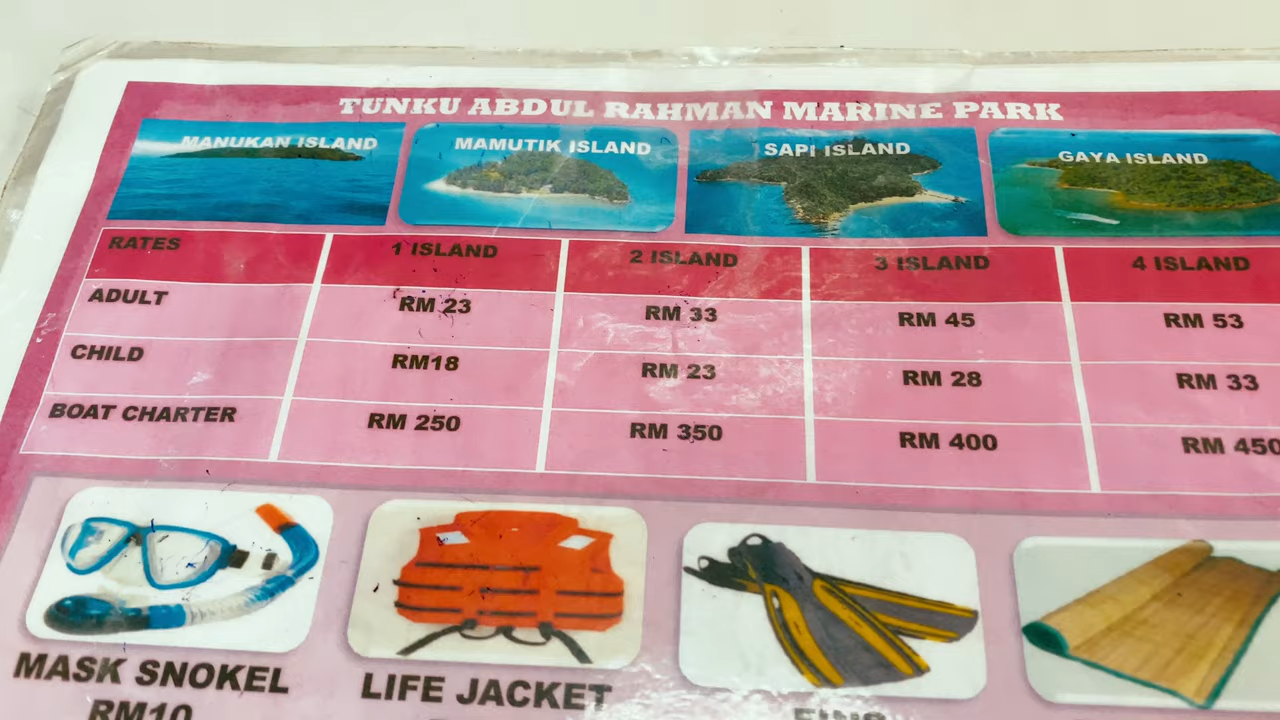 TUNKU ABDUL RAHMAN MARINE PARK
MANUKAN ISLAND MAMUTIK ISLAND SAPI ISLAND GAYA ISLAND
RATES 1 ISLAND 2 ISLAND 3 ISLAND 4 ISLAND
ADULT RM 23 RM 33 RM 45 RM 53
CHILD RM18 RM 23 RM 28 RM 33
BOAT CHARTER RM 250 RM 350 RM 400 RM 450
MASK SNOKEL LIFE JACKET FINS
RM10